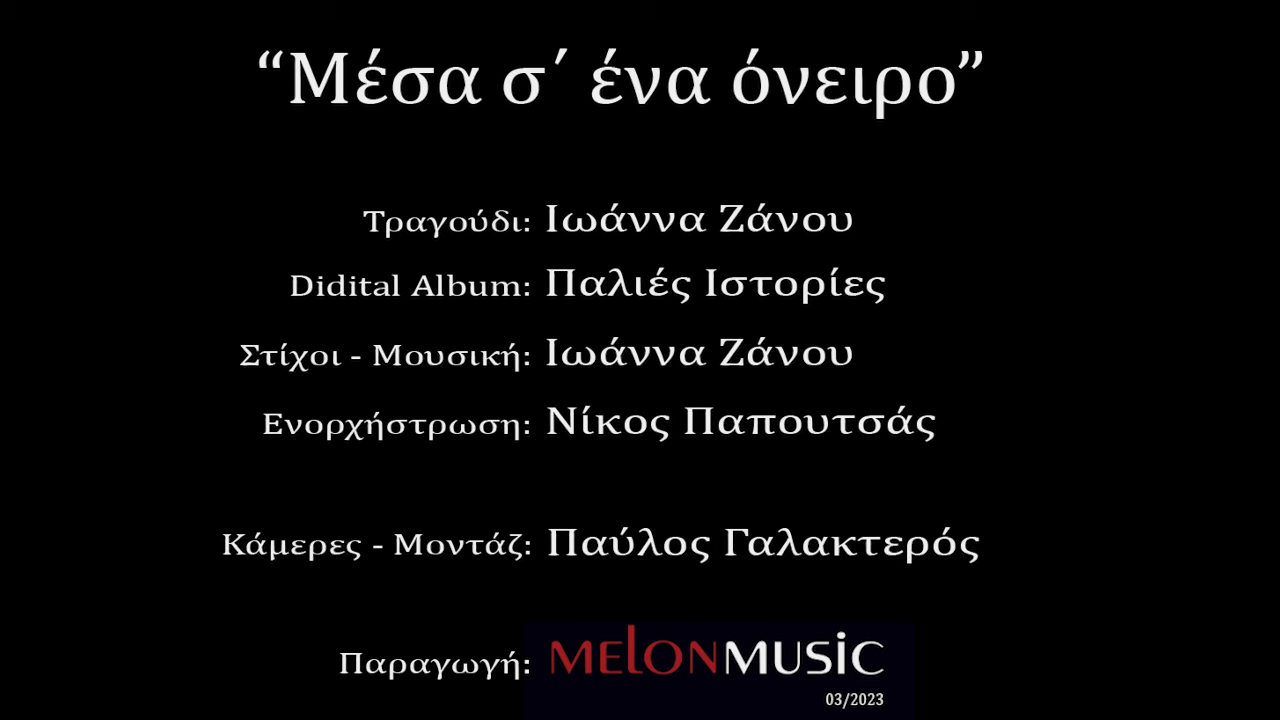 “Μέσα σ΄ ένα όνειρο”
Τραγούδι: Ιωάννα Ζάνου
Didital Album: Παλιές Ιστορίες
Στίχοι - Μουσική: Ιωάννα Ζάνου
Ενορχήστρωση: Νίκος Παπουτσάς
Κάμερες - Μοντάζ: Παύλος Γαλακτερός
Παραγωγή: MELONMUSIC
03/2023